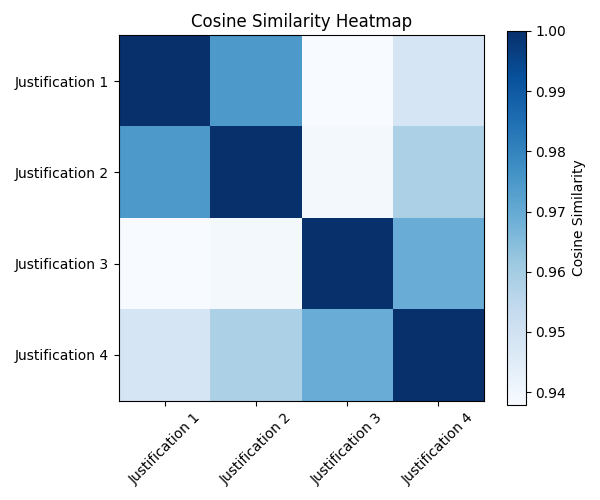 Cosine Similarity Heatmap
Justification 1
Justification 2
Justification 3
Justification 4
Justification 1
Justification 2
Justification 3
Justification 4
1.00
0.99
0.98
0.97
0.96
0.95
0.94
Cosine Similarity